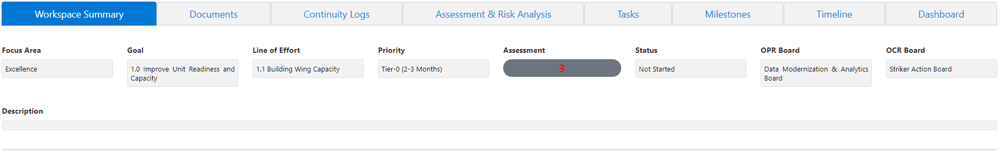 Workspace Summary
Documents
Continuity Logs
Assessment & Risk Analysis
Tasks
Milestones
Timeline
Dashboard
Focus Area
Excellence
Goal
1.0 Improve Unit Readiness and
Capacity
Line of Effort
1.1 Building Wing Capacity
Priority
Tier-0 (2-3 Months)
Assessment
3
Status
Not Started
OPR Board
Data Modernization & Analytics
Board
OCR Board
Striker Action Board
Description